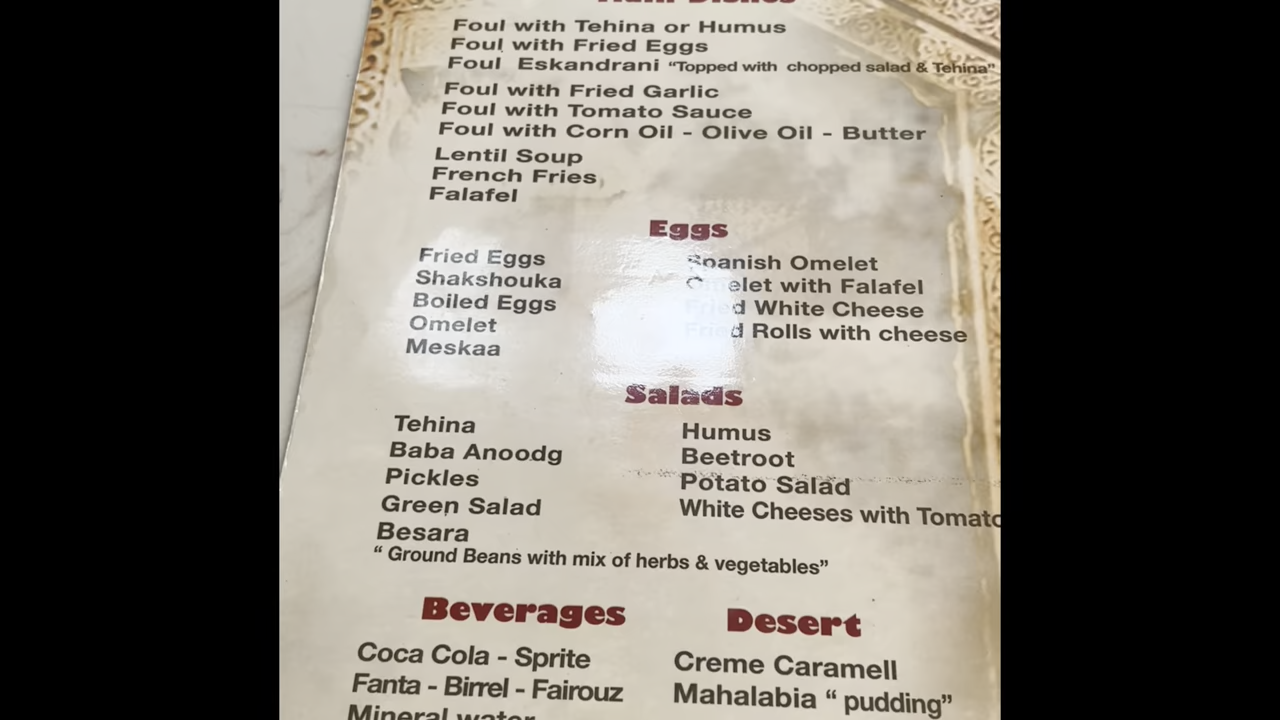 Main Dishes
Foul with Tehina or Humus
Foul with Fried Eggs
Foul Eskandrani “Topped with chopped salad & Tehina”
Foul with Fried Garlic
Foul with Tomato Sauce
Foul with Corn Oil - Olive Oil - Butter
Lentil Soup
French Fries
Falafel
Eggs
Fried Eggs
Shakshouka
Boiled Eggs
Omelet
Meskaa
Spanish Omelet
Omelet with Falafel
Fried White Cheese
Fried Rolls with cheese
Salads
Tehina
Baba Anoodg
Pickles
Green Salad
Besara
“ Ground Beans with mix of herbs & vegetables”
Humus
Beetroot
Potato Salad
White Cheeses with Tomato
Beverages
Coca Cola - Sprite
Fanta - Birrel - Fairouz
Mineral water
Desert
Creme Caramell
Mahalabia “ pudding”